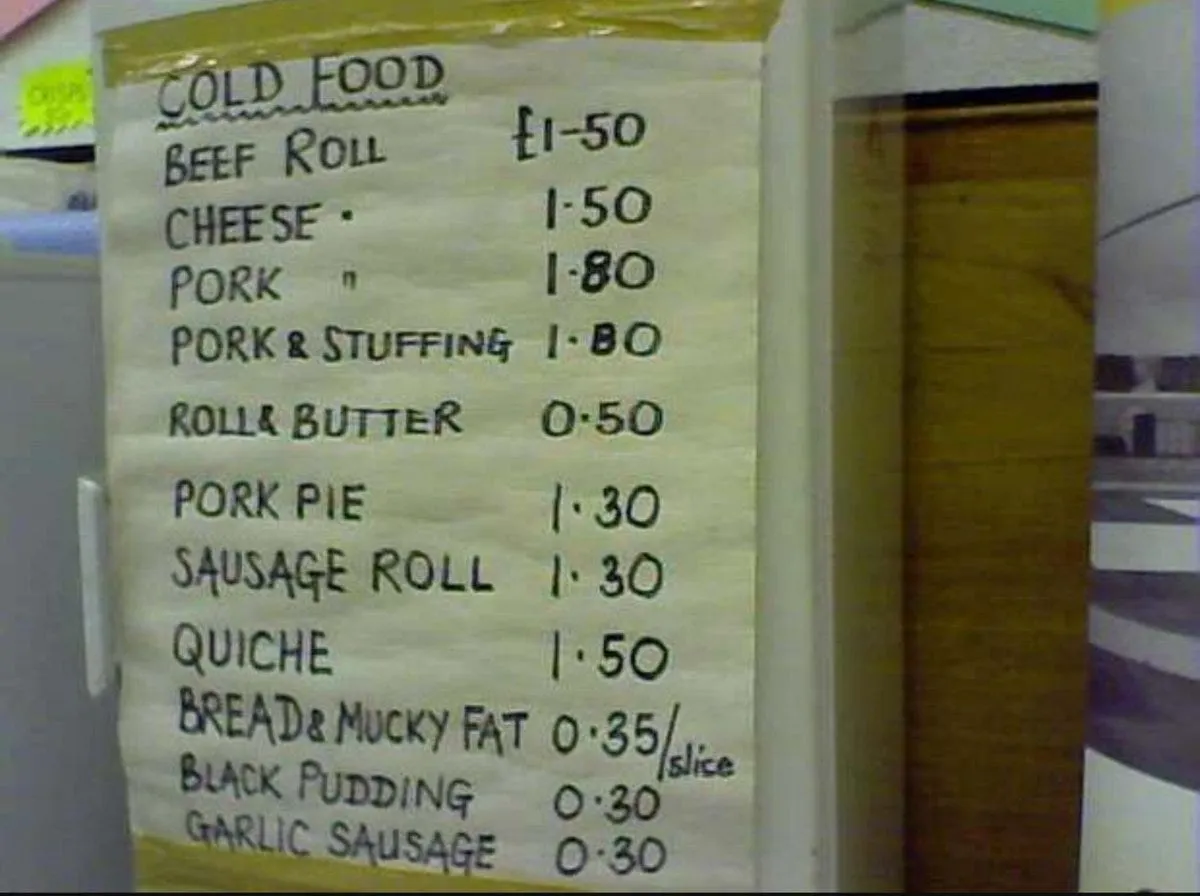 CRISPS
COLD FOOD
BEEF ROLL £1-50
CHEESE " 1·50
PORK " 1·80
PORK & STUFFING 1·80
ROLL & BUTTER 0·50
PORK PIE 1·30
SAUSAGE ROLL 1·30
QUICHE 1·50
BREAD & MUCKY FAT 0·35/slice
BLACK PUDDING 0·30
GARLIC SAUSAGE 0·30